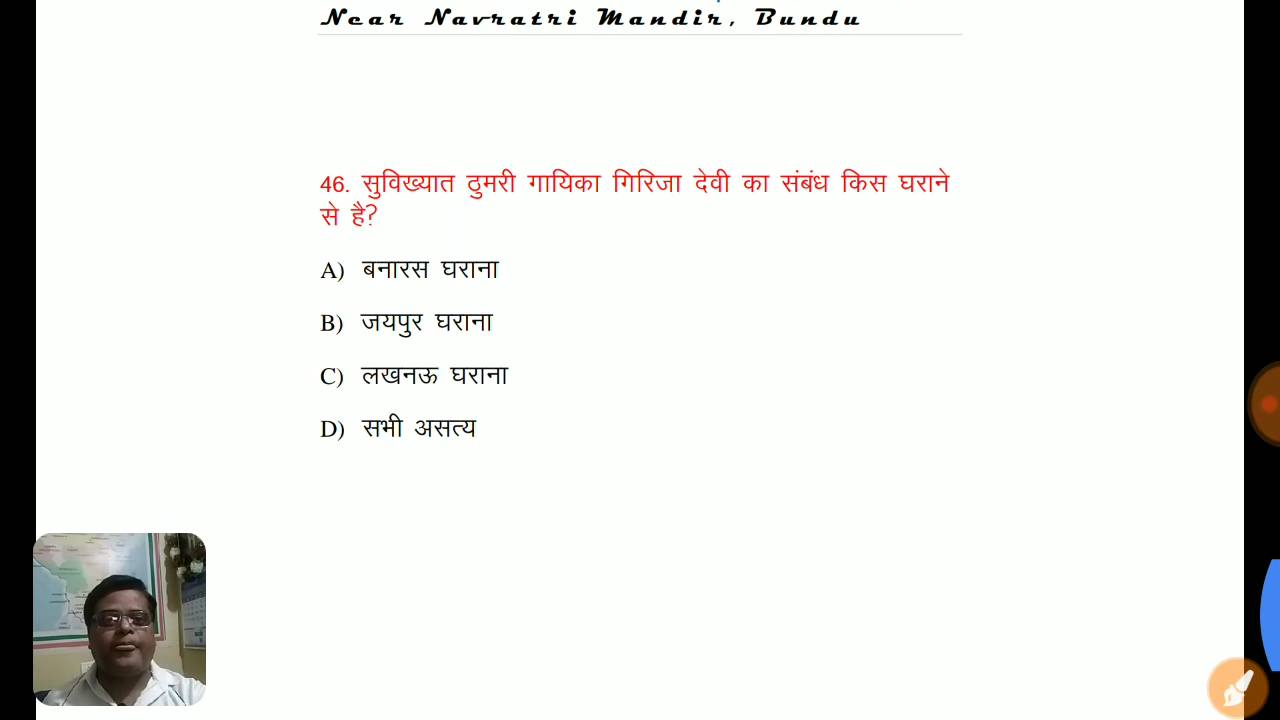 Near Navratri Mandir, Bundu
46. सुविख्यात ठुमरी गायिका गिरिजा देवी का संबंध किस घराने
से है?
A) बनारस घराना
B) जयपुर घराना
C) लखनऊ घराना
D) सभी असत्य